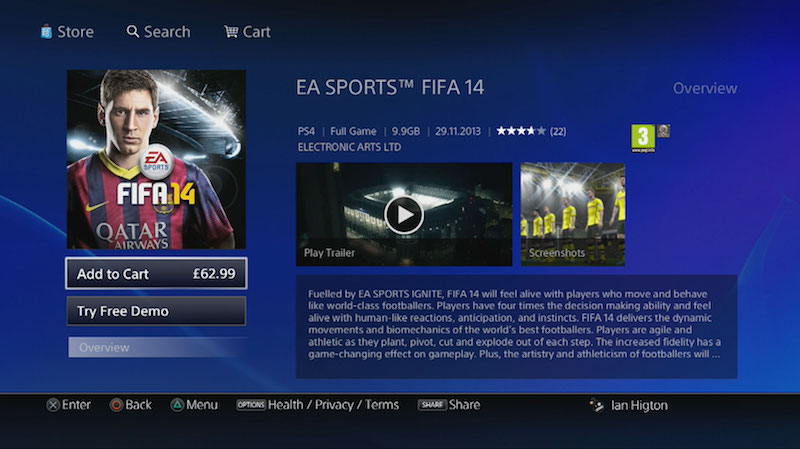 Store Search Cart
EA SPORTS™ FIFA 14
Overview
PS4 | Full Game | 9.9GB | 29.11.2013 | (22)
ELECTRONIC ARTS LTD
3
www.pegi.info
EA
SPORTS
FIFA 14
QATAR
AIRWAYS
Play Trailer
Screenshots
Add to Cart £62.99
Try Free Demo
Overview
Fuelled by EA SPORTS IGNITE, FIFA 14 will feel alive with players who move and behave
like world-class footballers. Players have four times the decision making ability and feel
alive with human-like reactions, anticipation, and instincts. FIFA 14 delivers the dynamic
movements and biomechanics of the world's best footballers. Players are agile and
athletic as they plant, pivot, cut and explode out of each step. The increased fidelity has a
game-changing effect on gameplay. Plus, the artistry and athleticism of footballers will ...
Enter Back Menu OPTIONS Health / Privacy / Terms SHARE Share Ian Higton